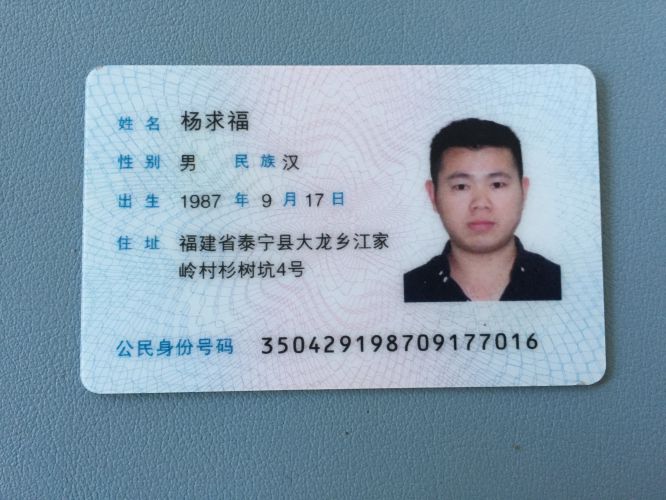 姓名 杨求福
性别 男 民族 汉
出生 1987 年 9 月 17 日
住址 福建省泰宁县大龙乡江家
岭村杉树坑4号
公民身份号码 350429198709177016